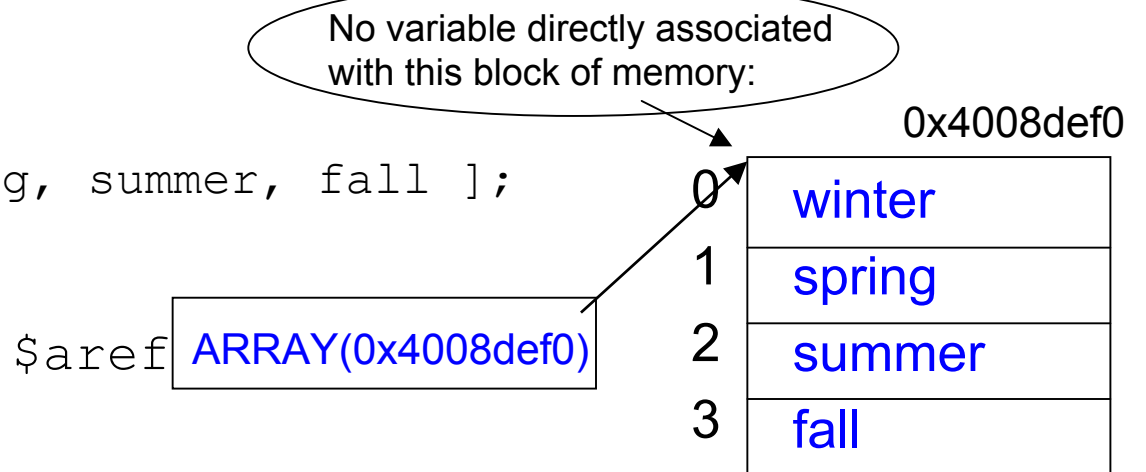 No variable directly associated
with this block of memory:
0x4008def0
g, summer, fall ];
0 winter
1 spring
$aref ARRAY(0x4008def0)
2 summer
3 fall